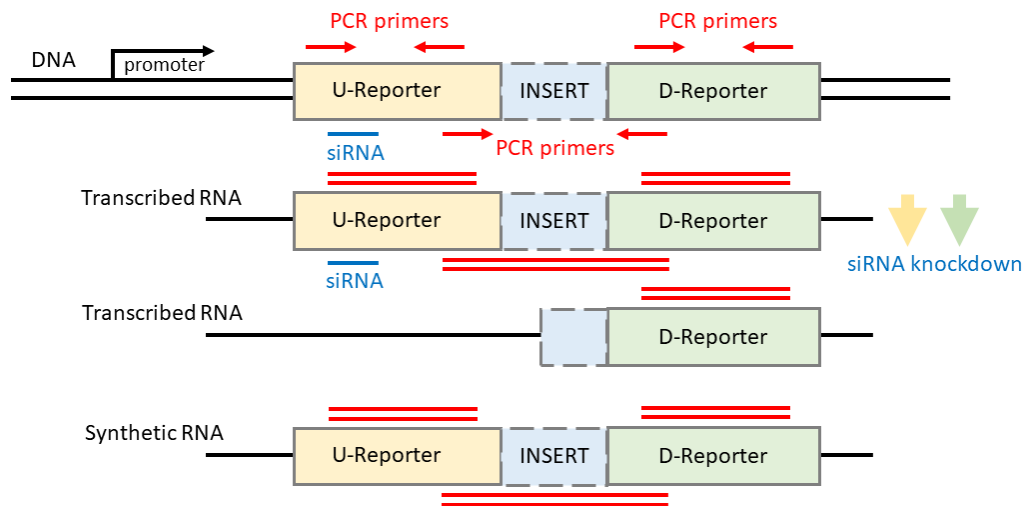 PCR primers
PCR primers
DNA
promoter
U-Reporter
INSERT
D-Reporter
siRNA
PCR primers
Transcribed RNA
U-Reporter
INSERT
D-Reporter
siRNA
siRNA knockdown
Transcribed RNA
D-Reporter
Synthetic RNA
U-Reporter
INSERT
D-Reporter